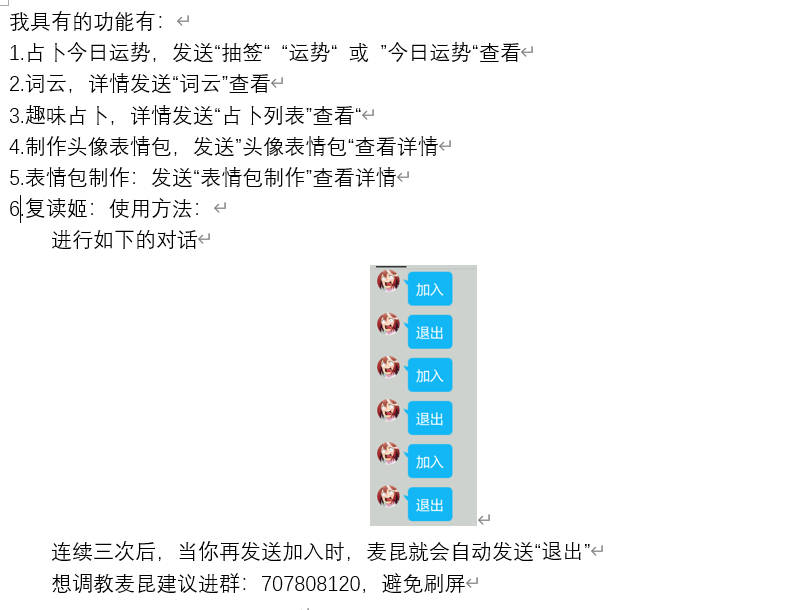 我具有的功能有：
1.占卜今日运势，发送“抽签“ “运势“ 或 ”今日运势“查看
2.词云，详情发送“词云”查看
3.趣味占卜，详情发送“占卜列表”查看“
4.制作头像表情包，发送”头像表情包“查看详情
5.表情包制作：发送“表情包制作”查看详情
6.复读姬：使用方法：
进行如下的对话
加入
退出
加入
退出
加入
退出
连续三次后，当你再发送加入时，麦昆就会自动发送“退出”
想调教麦昆建议进群：707808120，避免刷屏